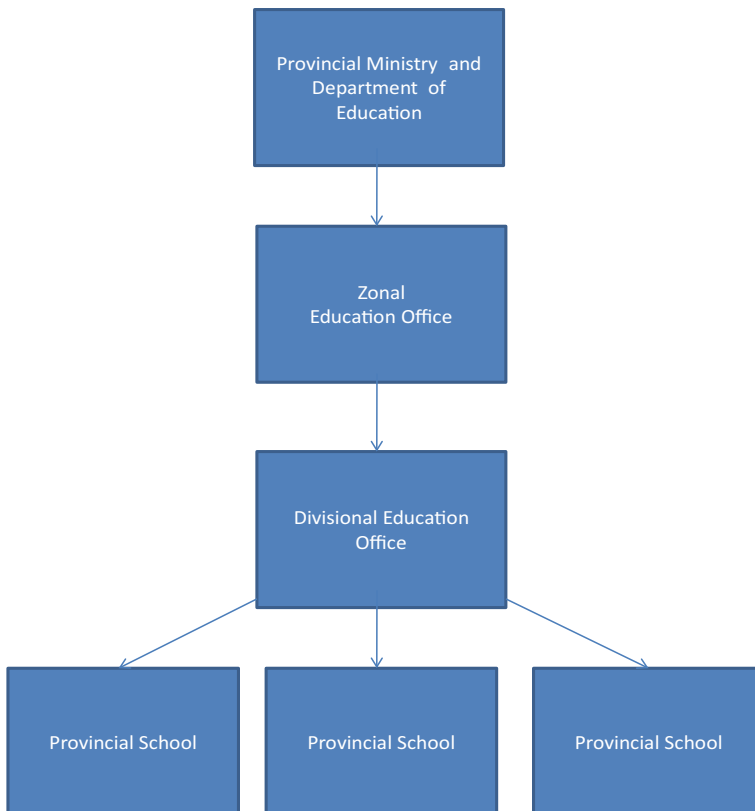 Provincial Ministry and
Department of
Education
Zonal
Education Office
Divisional Education
Office
Provincial School
Provincial School
Provincial School